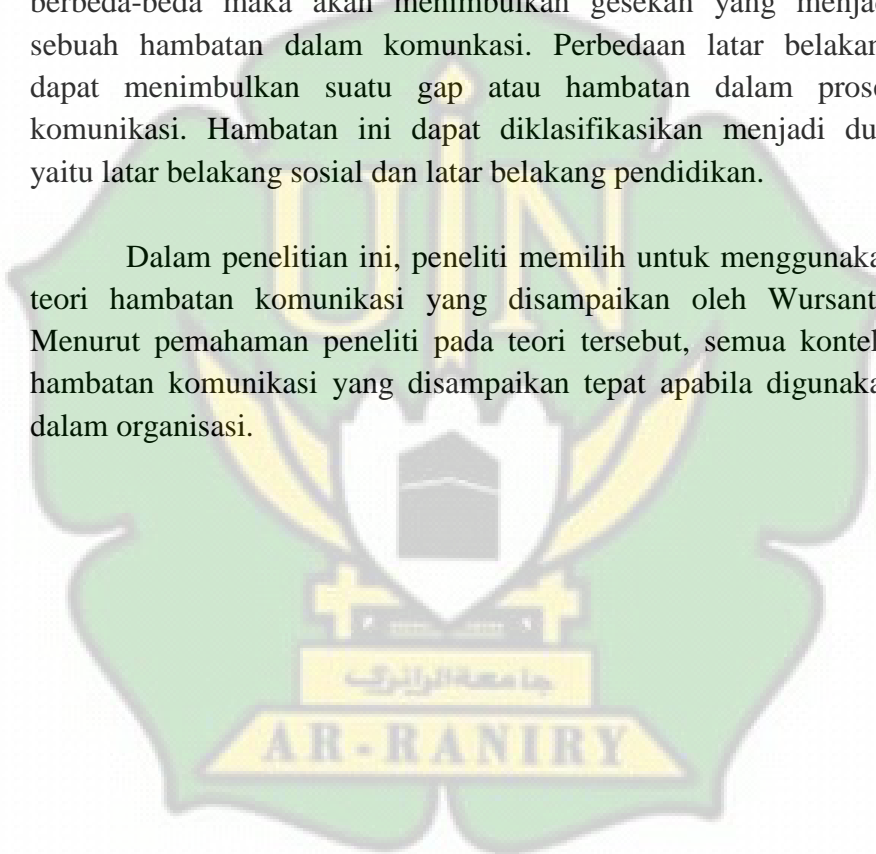 berbeda-beda maka akan menimbulkan gesekan yang menjad
sebuah hambatan dalam komunkasi. Perbedaan latar belakan
dapat menimbulkan suatu gap atau hambatan dalam prose
komunikasi. Hambatan ini dapat diklasifikasikan menjadi du
yaitu latar belakang sosial dan latar belakang pendidikan.
Dalam penelitian ini, peneliti memilih untuk menggunaka
teori hambatan komunikasi yang disampaikan oleh Wursant
Menurut pemahaman peneliti pada teori tersebut, semua kontek
hambatan komunikasi yang disampaikan tepat apabila digunaka
dalam organisasi.
UIN
جامعة الرانري
AR-RANIRY